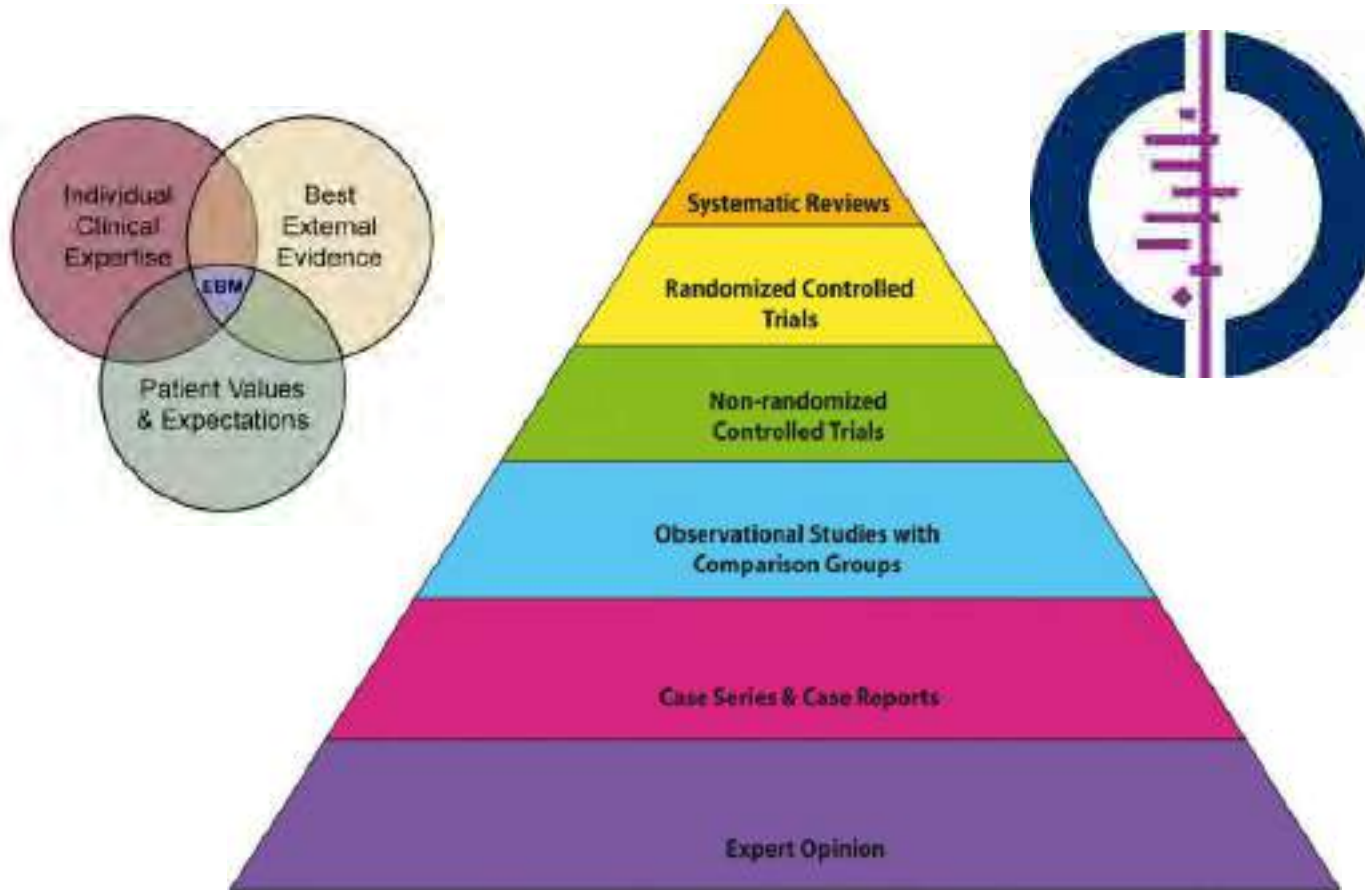 Individual
Clinical
Expertise
Best
External
Evidence
EBM
Patient Values
& Expectations
Systematic Reviews
Randomized Controlled
Trials
Non-randomized
Controlled Trials
Observational Studies with
Comparison Groups
Case Series & Case Reports
Expert Opinion